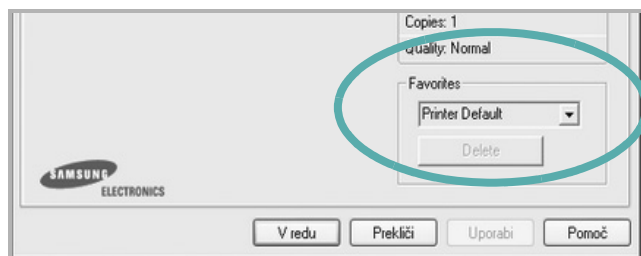 Copies: 1
Quality: Normal
Favorites
Printer Default
Delete
SAMSUNG
ELECTRONICS
V redu Prekliči Uporabi Pomoč